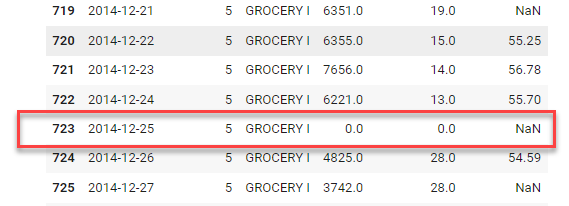 719 2014-12-21 5 GROCERY I 6351.0 19.0 NaN
720 2014-12-22 5 GROCERY I 6355.0 15.0 55.25
721 2014-12-23 5 GROCERY I 7656.0 14.0 56.78
722 2014-12-24 5 GROCERY I 6221.0 13.0 55.70
723 2014-12-25 5 GROCERY I 0.0 0.0 NaN
724 2014-12-26 5 GROCERY I 4825.0 28.0 54.59
725 2014-12-27 5 GROCERY I 3742.0 28.0 NaN